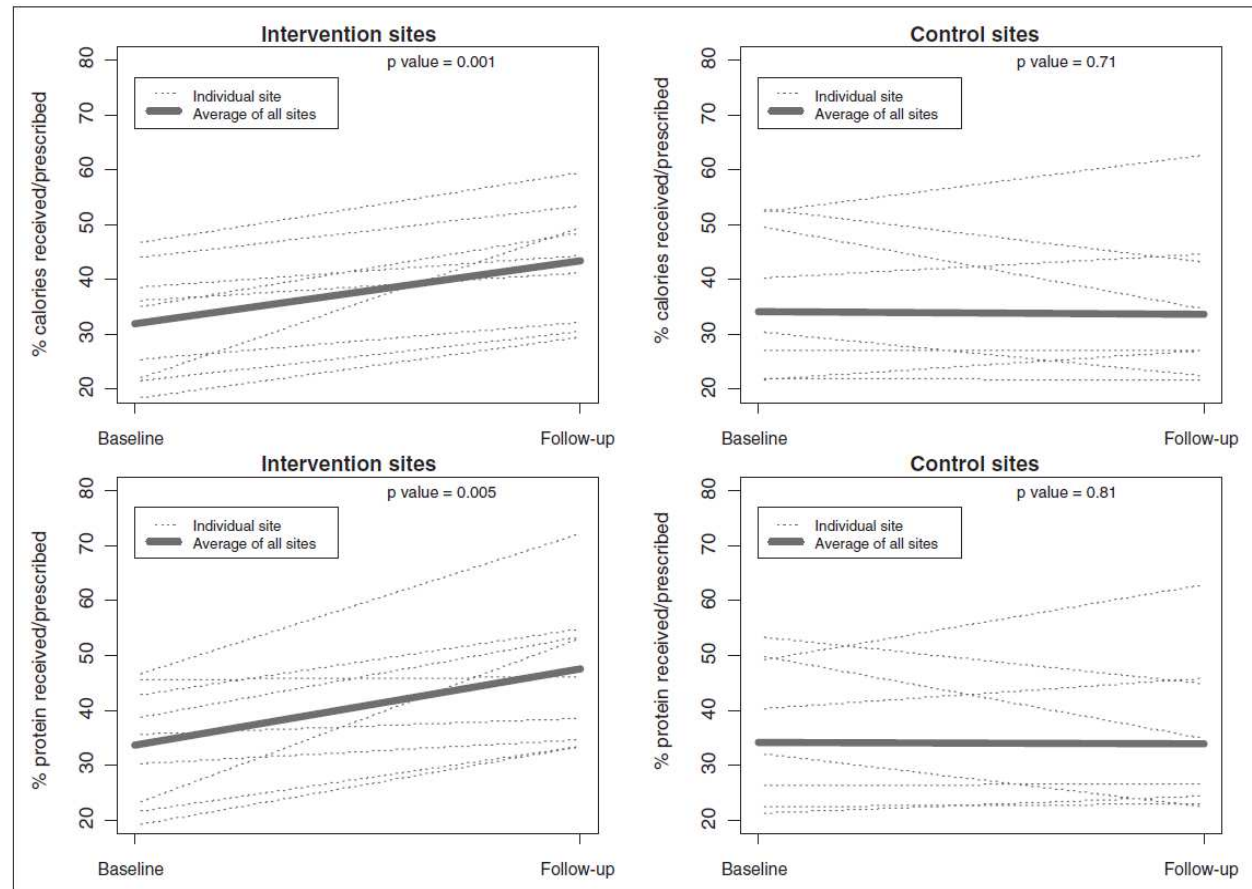 Intervention sites
p value = 0.001
Individual site
Average of all sites
% calories received/prescribed
80
70
60
50
40
30
20
Baseline
Follow-up
Control sites
p value = 0.71
Individual site
Average of all sites
% calories received/prescribed
80
70
60
50
40
30
20
Baseline
Follow-up
Intervention sites
p value = 0.005
Individual site
Average of all sites
% protein received/prescribed
80
70
60
50
40
30
20
Baseline
Follow-up
Control sites
p value = 0.81
Individual site
Average of all sites
% protein received/prescribed
80
70
60
50
40
30
20
Baseline
Follow-up